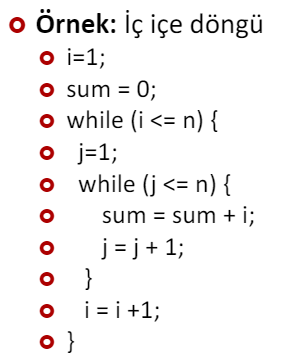 Örnek: İç içe döngü
i=1;
sum = 0;
while (i <= n) {
j=1;
while (j <= n) {
sum = sum + i;
j = j + 1;
}
i = i +1;
}